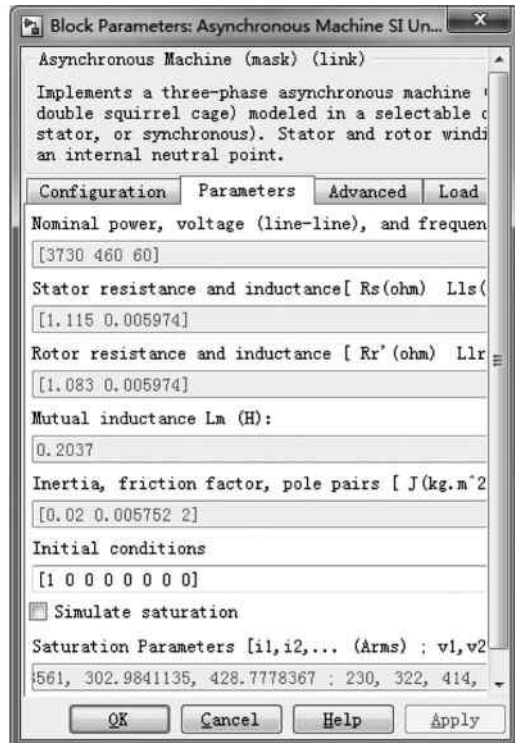 Block Parameters: Asynchronous Machine SI Un...
Asynchronous Machine (mask) (link)
Implements a three-phase asynchronous machine
double squirrel cage) modeled in a selectable
stator, or synchronous). Stator and rotor windi
an internal neutral point.
Configuration Parameters Advanced Load
Nominal power, voltage (line-line), and frequen
[3730 460 60]
Stator resistance and inductance[ Rs(ohm) Lls(
[1.115 0.005974]
Rotor resistance and inductance [ Rr'(ohm) Llr
[1.083 0.005974]
Mutual inductance Lm (H):
0.2037
Inertia, friction factor, pole pairs [ J(kg.m^2
[0.02 0.005752 2]
Initial conditions
[1 0 0 0 0 0 0 0]
Simulate saturation
Saturation Parameters [i1,i2,... (Arms) ; v1,v2
561, 302.9841135, 428.7778367 ; 230, 322, 414,
OK Cancel Help Apply